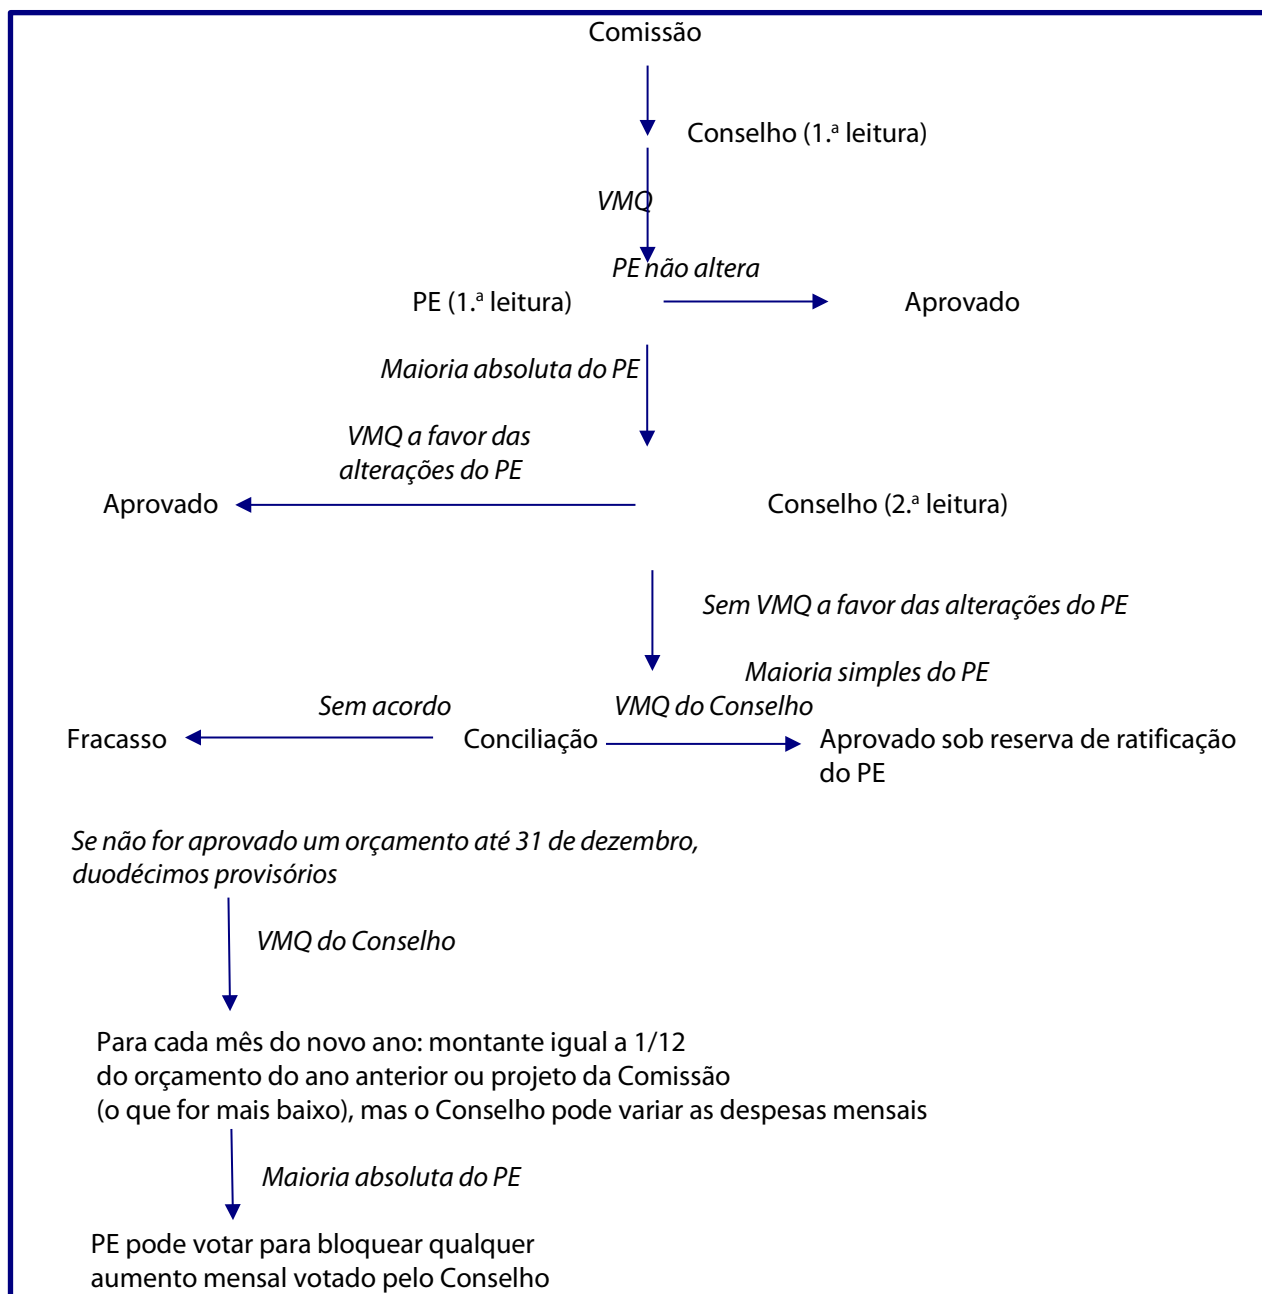 Comissão
Conselho (1.ª leitura)
VMQ
PE não altera
PE (1.ª leitura)
Aprovado
Maioria absoluta do PE
VMQ a favor das
alterações do PE
Aprovado
Conselho (2.ª leitura)
Sem VMQ a favor das alterações do PE
Maioria simples do PE
Sem acordo
VMQ do Conselho
Fracasso
Conciliação
Aprovado sob reserva de ratificação
do PE
Se não for aprovado um orçamento até 31 de dezembro,
duodécimos provisórios
VMQ do Conselho
Para cada mês do novo ano: montante igual a 1/12
do orçamento do ano anterior ou projeto da Comissão
(o que for mais baixo), mas o Conselho pode variar as despesas mensais
Maioria absoluta do PE
PE pode votar para bloquear qualquer
aumento mensal votado pelo Conselho